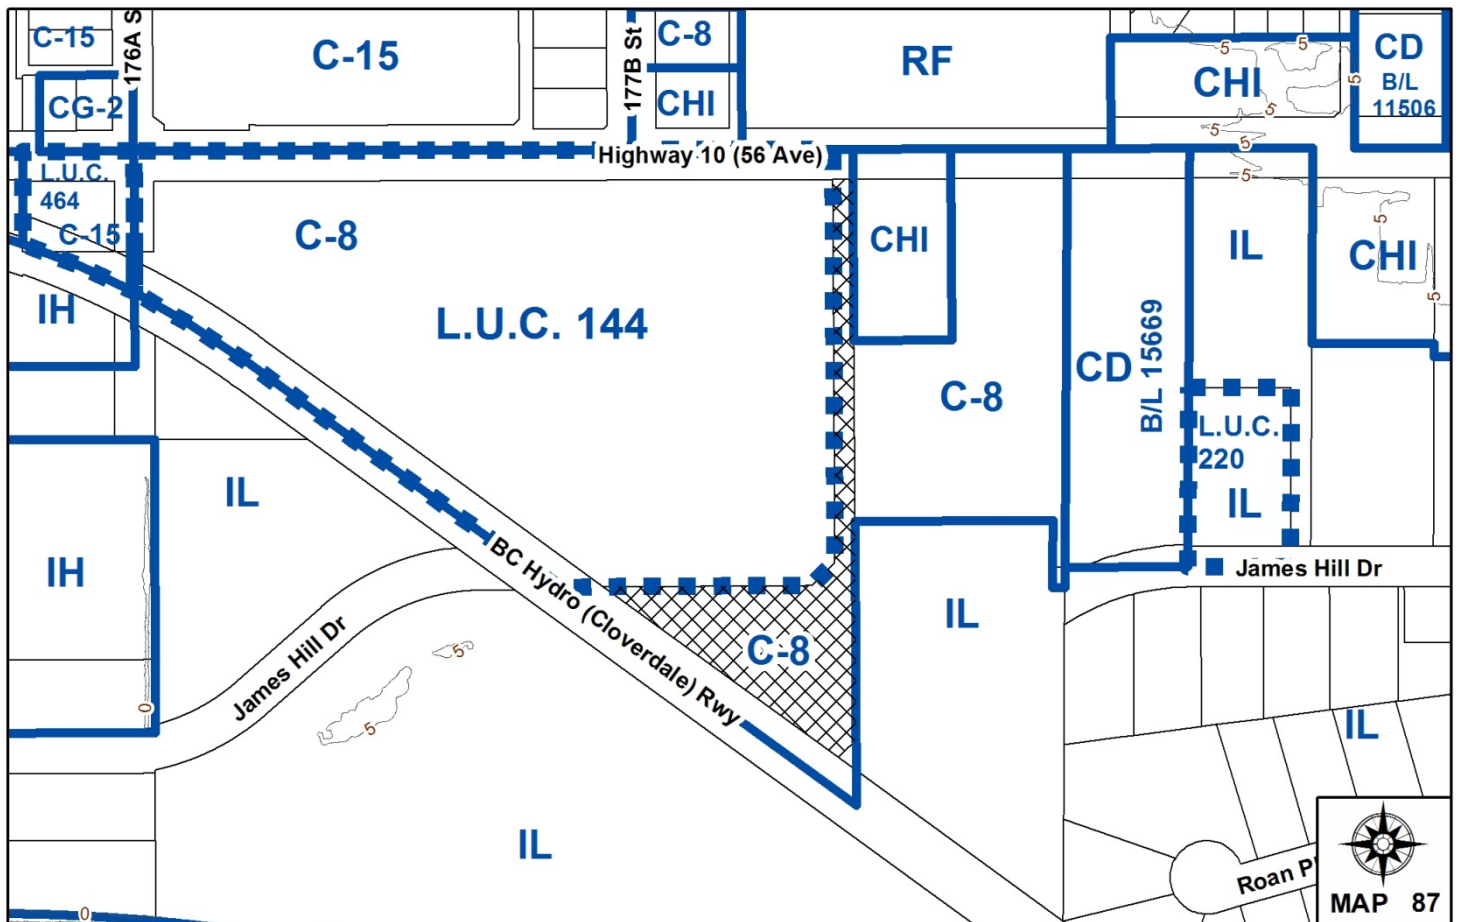 C-15
176A S
C-15
177B St
C-8
RF
CD
B/L
11506
5
5
5
CHI
CG-2
CHI
5
5
5
Highway 10 (56 Ave)
L.U.C.
464
C-15
5
C-8
CHI
IL
5
CHI
5
IH
L.U.C. 144
B/L 15669
CD
C-8
L.U.C.
220
IL
IL
IH
BC Hydro (Cloverdale) Rwy
James Hill Dr
IL
C-8
James Hill Dr
5
0
5
IL
IL
Roan P
0
MAP 87